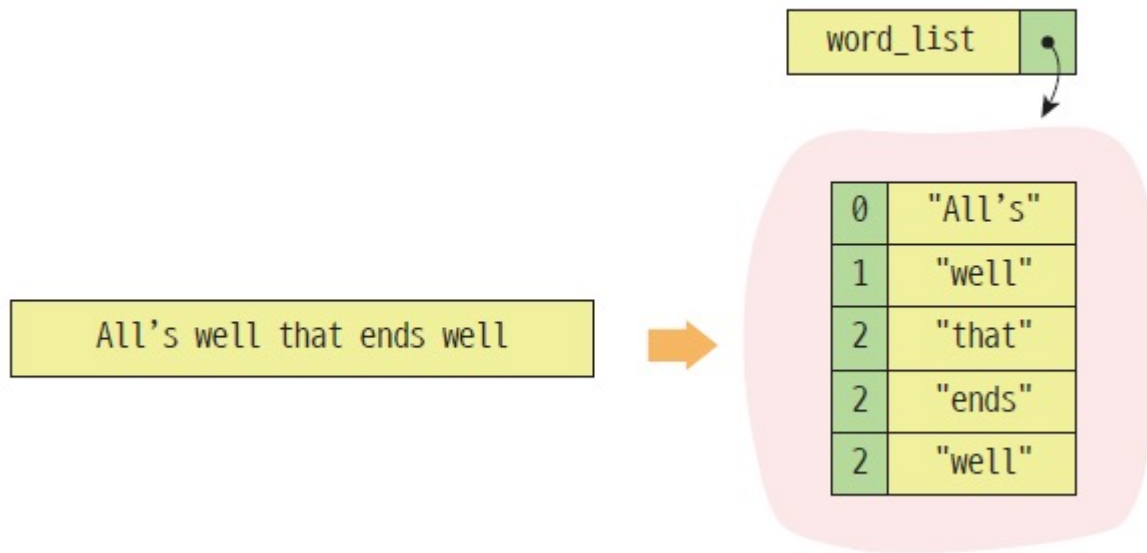 word_list
0 "All’s"
1 "well"
2 "that"
2 "ends"
2 "well"
All’s well that ends well